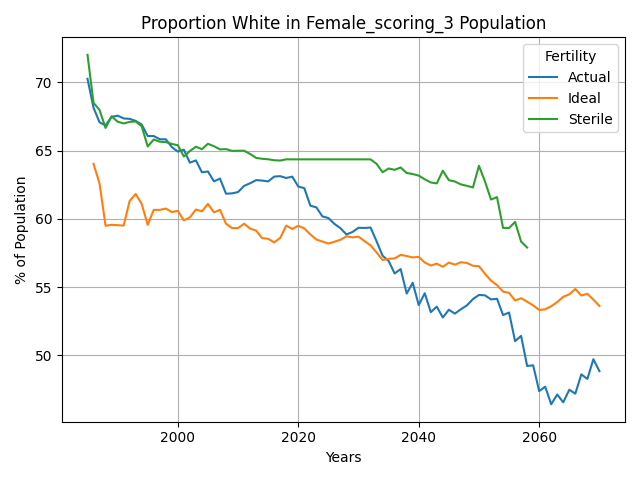 Proportion White in Female_scoring_3 Population
Fertility
Actual
Ideal
Sterile
% of Population
70
65
60
55
50
2000
2020
2040
2060
Years